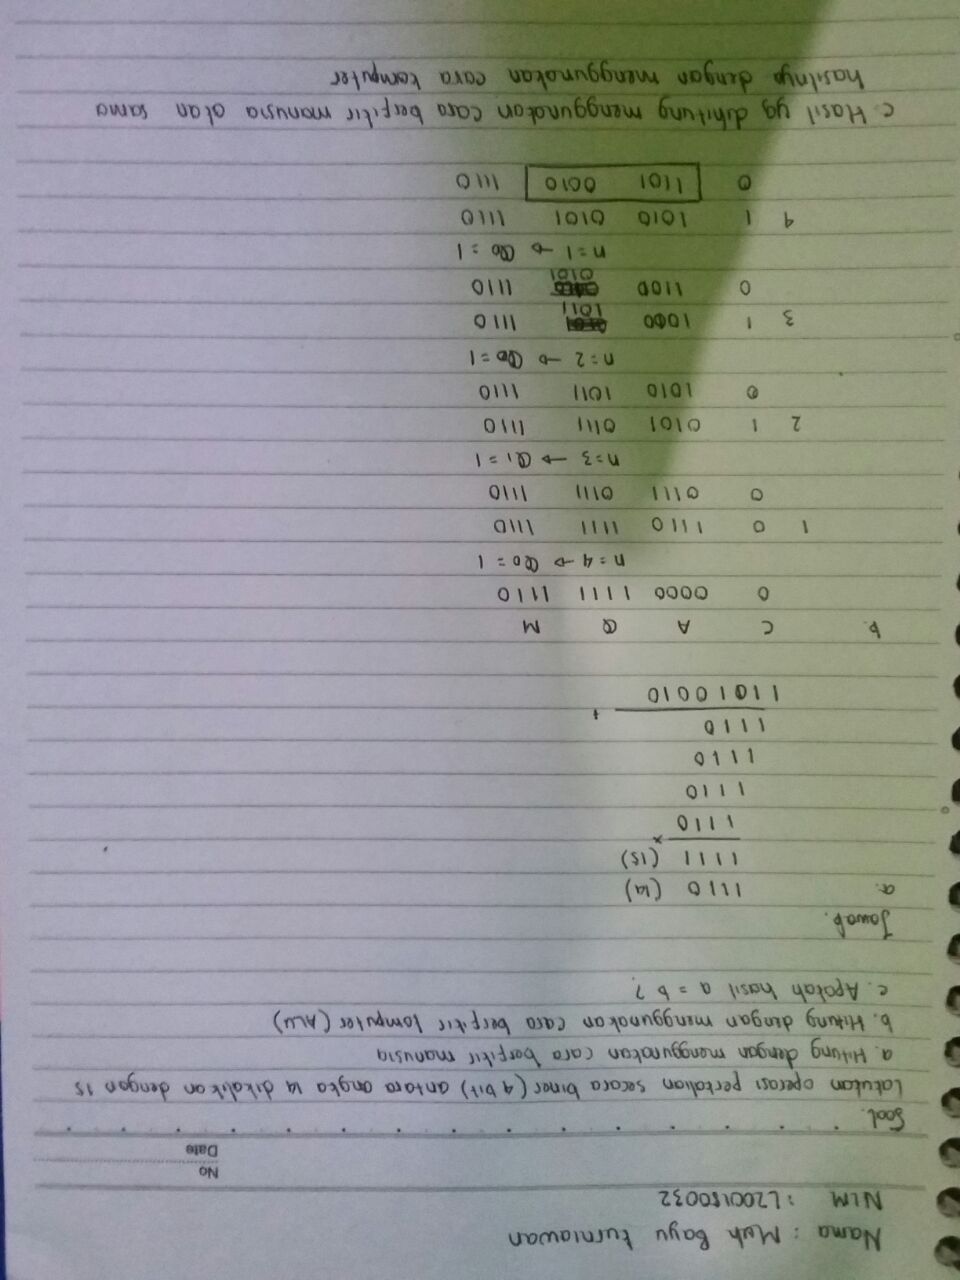 Nama : Muh Bayu kurniawan
NIM : L200150032
No
Date
Soal.
Lakukan operasi perkalian secara biner (4 bit) antara angka 14 dikalikan dengan 15
a. Hitung dengan menggunakan cara berfikir manusia
b. Hitung dengan menggunakan cara berfikir komputer (ALU)
c. Apakah hasil a = b ?
Jawab.
a. 1110 (14)
1111 (15)
x
1110
1110
1110
1110
+
11010010
b. C A Q M
0 0000 1111 1110
n = 4 → Q0 = 1
1 0 1110 1111 1110
0 0111 0111 1110
n = 3 → Q1 = 1
2 1 0101 0111 1110
0 1010 1011 1110
n = 2 → Q0 = 1
3 1 1000 1011 1110
0 1100 0101 1110
n = 1 → Q0 = 1
4 1 1010 0101 1110
0 1101 0010 1110
c. Hasil yg dihitung menggunakan cara berfikir manusia akan sama
hasilnya dengan menggunakan cara komputer